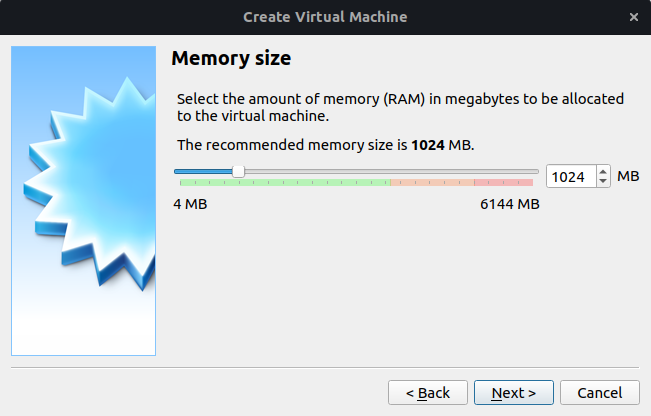 Create Virtual Machine
Memory size
Select the amount of memory (RAM) in megabytes to be allocated
to the virtual machine.
The recommended memory size is 1024 MB.
1024 MB
4 MB 6144 MB
< Back Next > Cancel